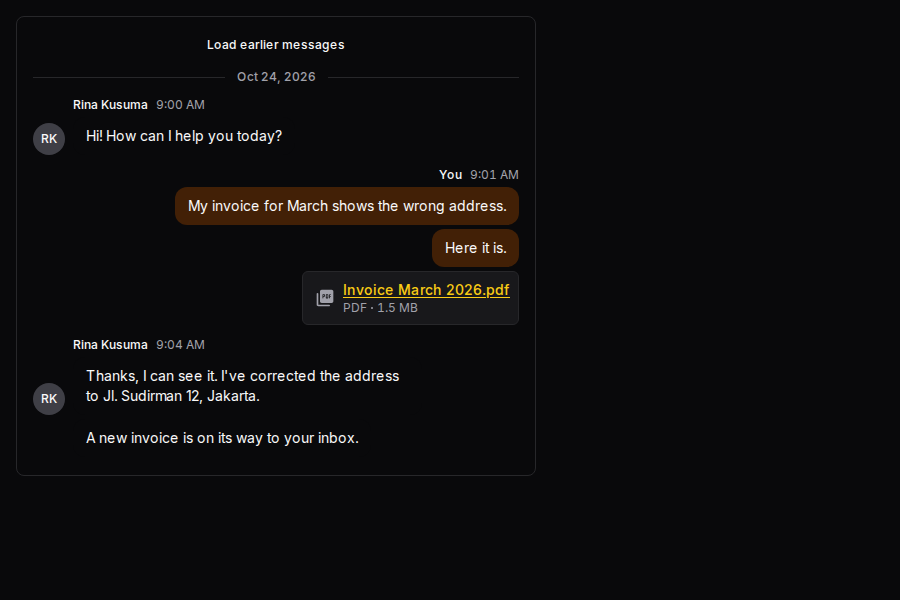 Load earlier messages
Oct 24, 2026
Rina Kusuma 9:00 AM
RK
Hi! How can I help you today?
You 9:01 AM
My invoice for March shows the wrong address.
Here it is.
PDF
Invoice March 2026.pdf
PDF · 1.5 MB
Rina Kusuma 9:04 AM
RK
Thanks, I can see it. I've corrected the address
to Jl. Sudirman 12, Jakarta.
A new invoice is on its way to your inbox.